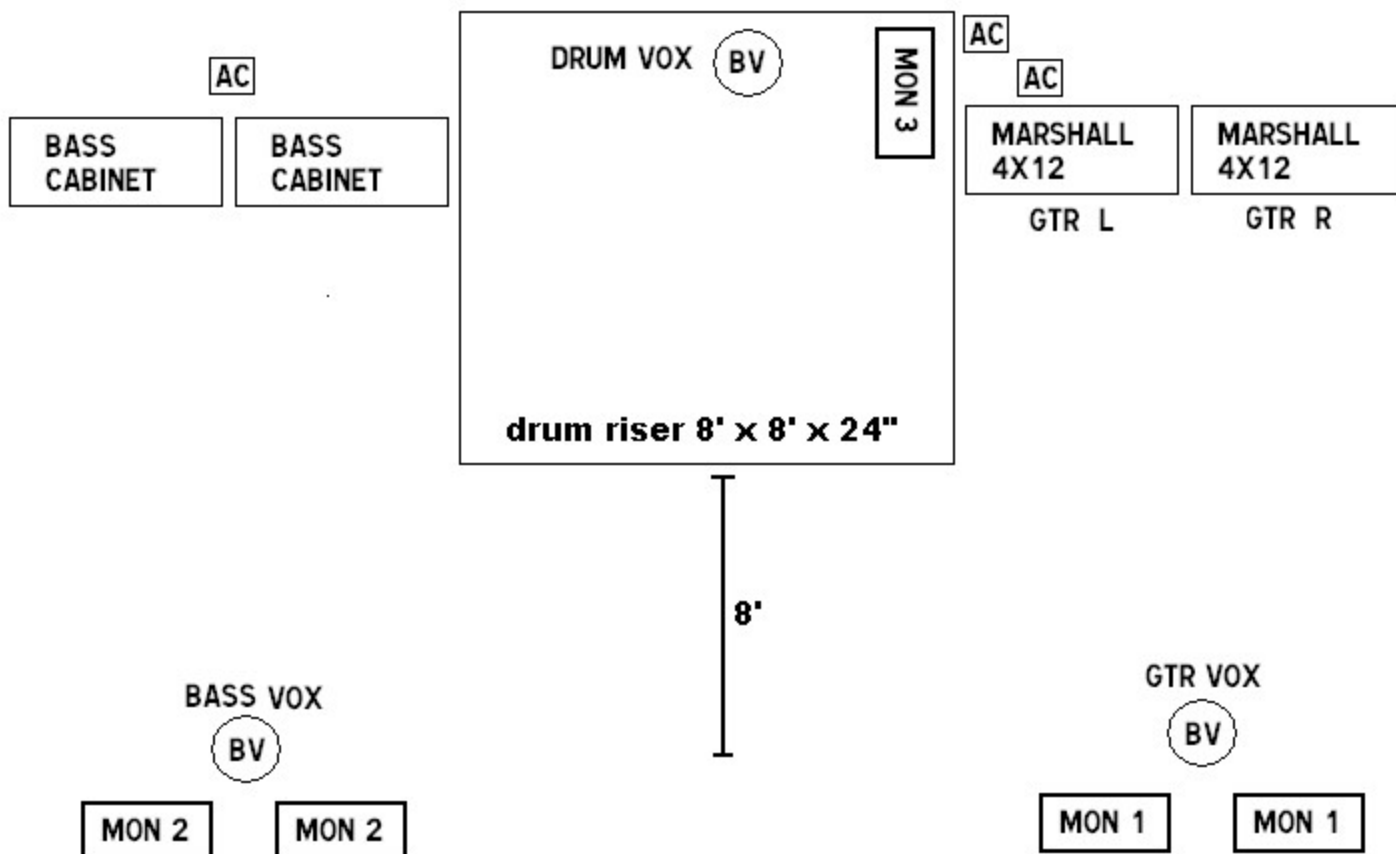 DRUM VOX
BV
MON 3
AC
AC
AC
BASS
CABINET
BASS
CABINET
MARSHALL
4X12
MARSHALL
4X12
GTR L
GTR R
drum riser 8' x 8' x 24"
8'
BASS VOX
BV
GTR VOX
BV
MON 2
MON 2
MON 1
MON 1